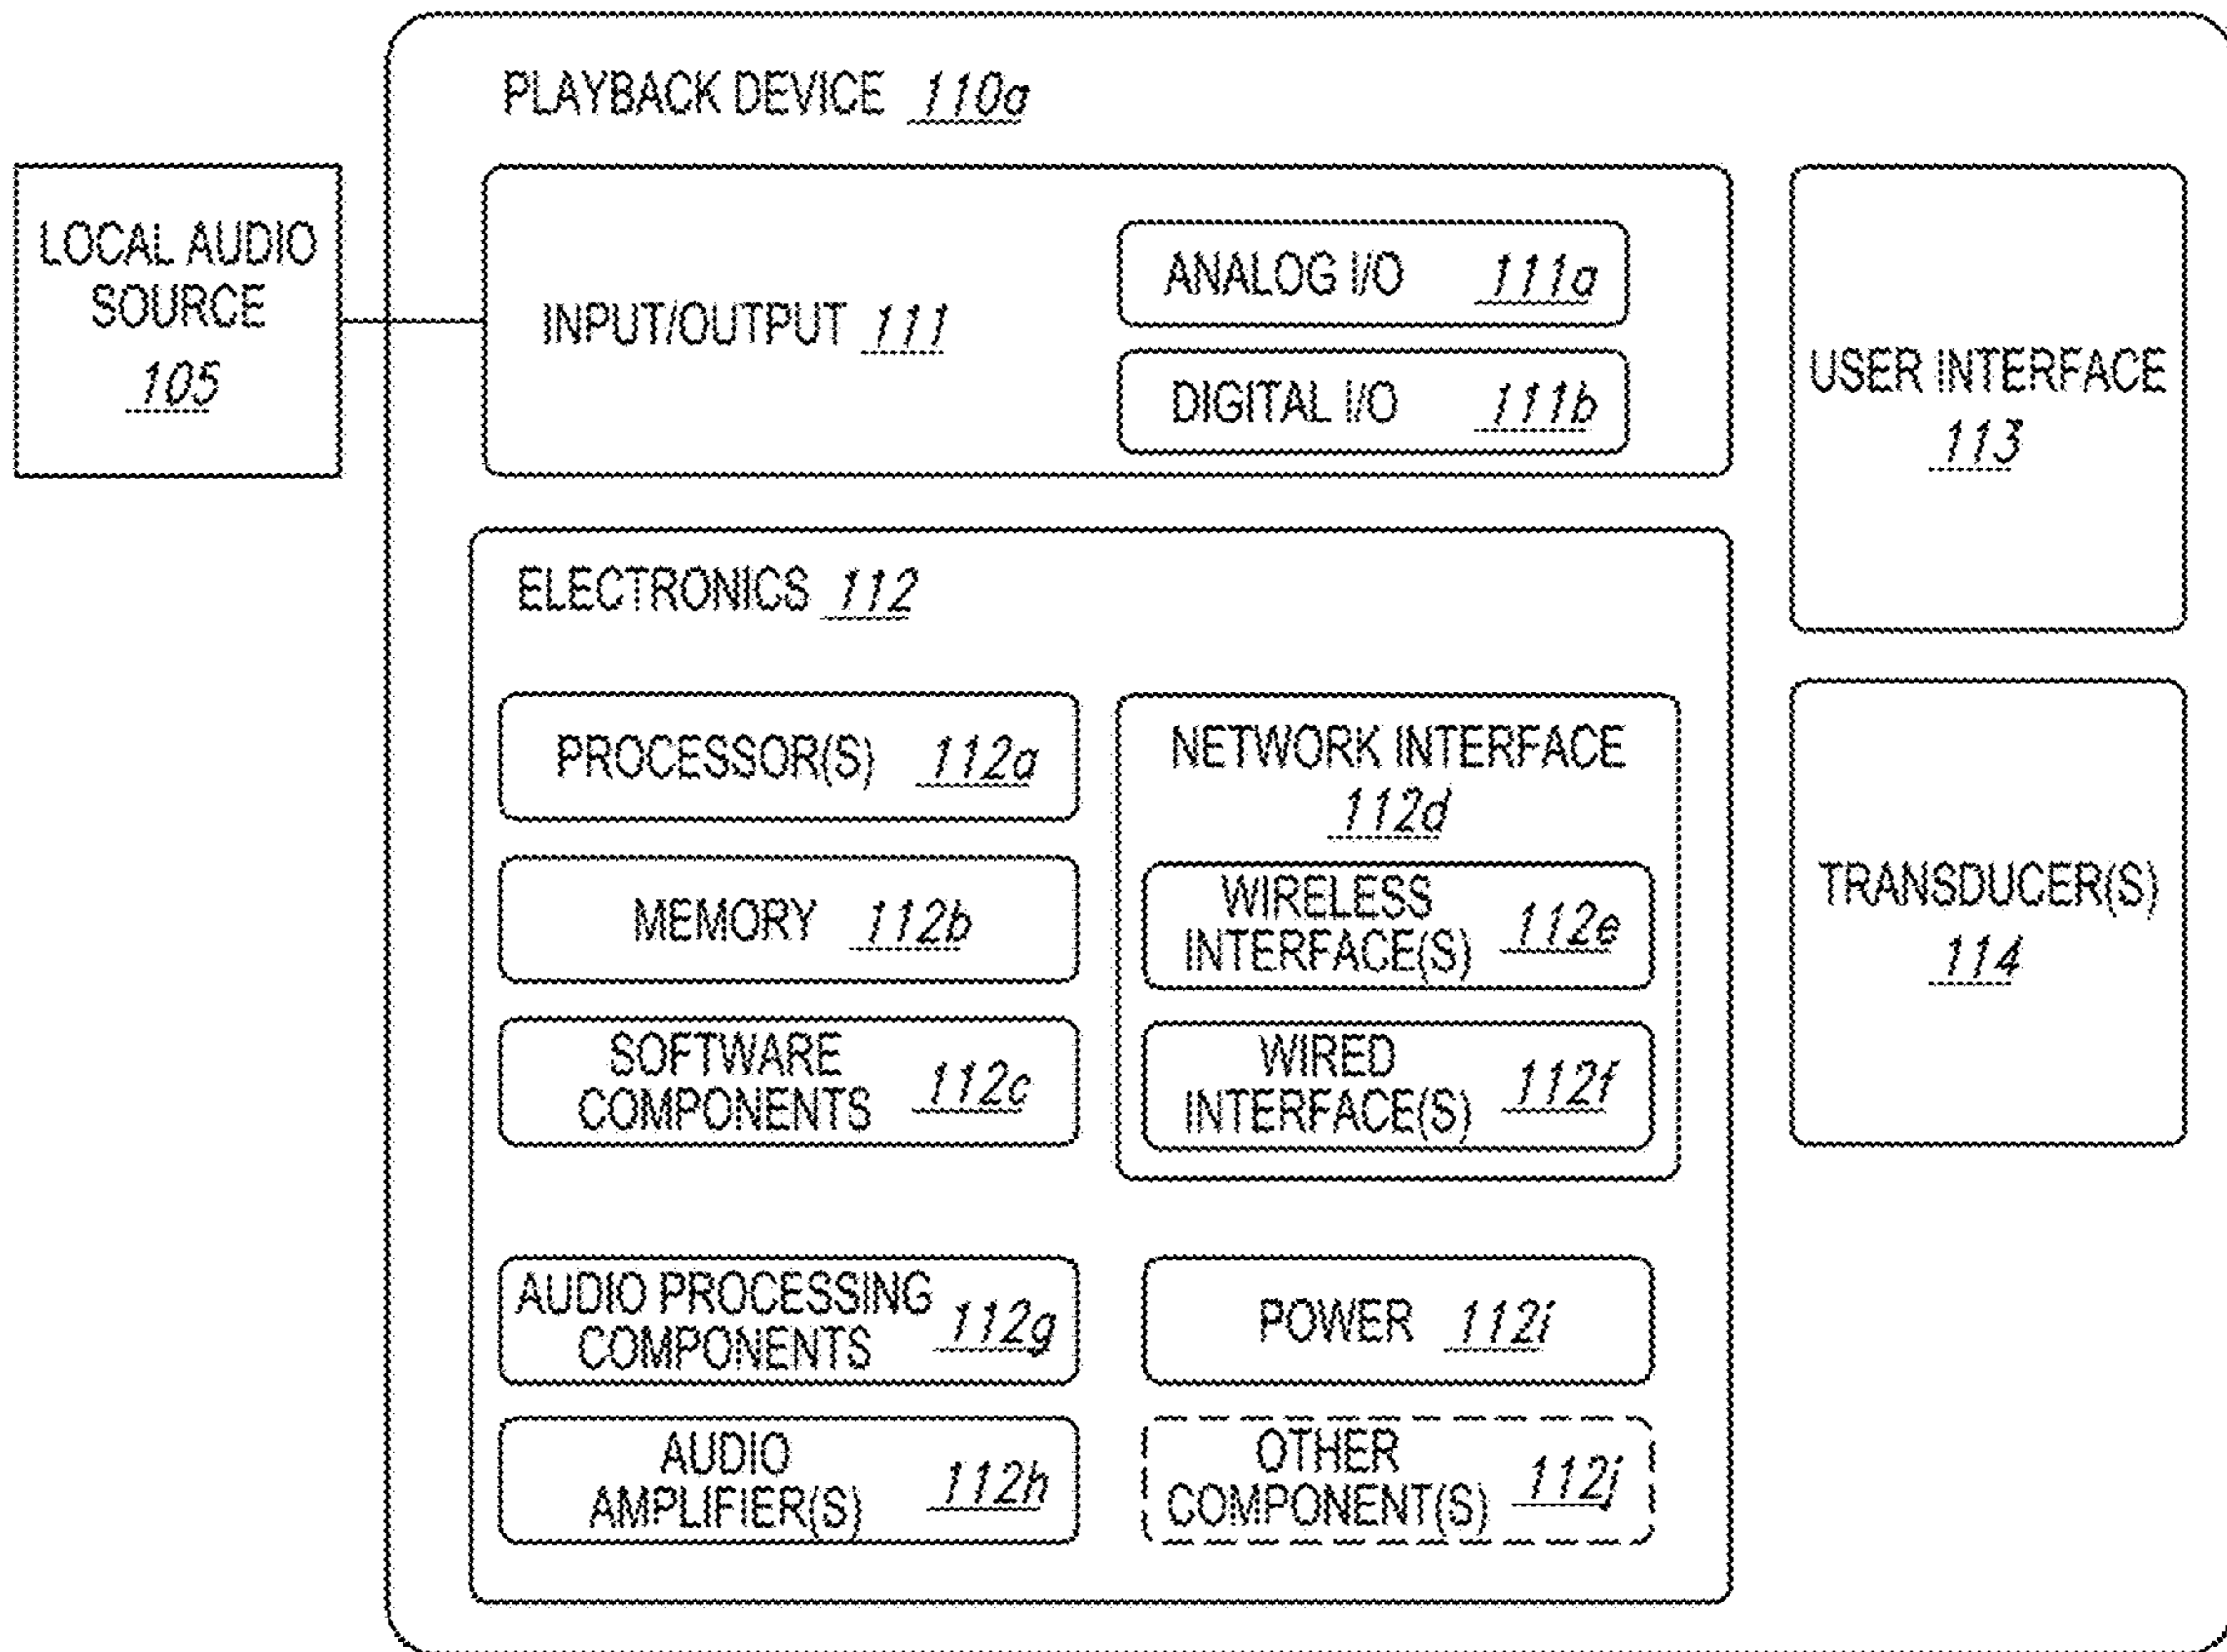 PLAYBACK DEVICE 110a
LOCAL AUDIO
SOURCE
105
INPUT/OUTPUT 111
ANALOG I/O 111a
DIGITAL I/O 111b
USER INTERFACE
113
ELECTRONICS 112
PROCESSOR(S) 112a
MEMORY 112b
SOFTWARE
COMPONENTS 112c
NETWORK INTERFACE
112d
WIRELESS
INTERFACE(S) 112e
WIRED
INTERFACE(S) 112f
TRANSDUCER(S)
114
AUDIO PROCESSING
COMPONENTS 112g
POWER 112i
AUDIO
AMPLIFIER(S) 112h
OTHER
COMPONENT(S) 112j